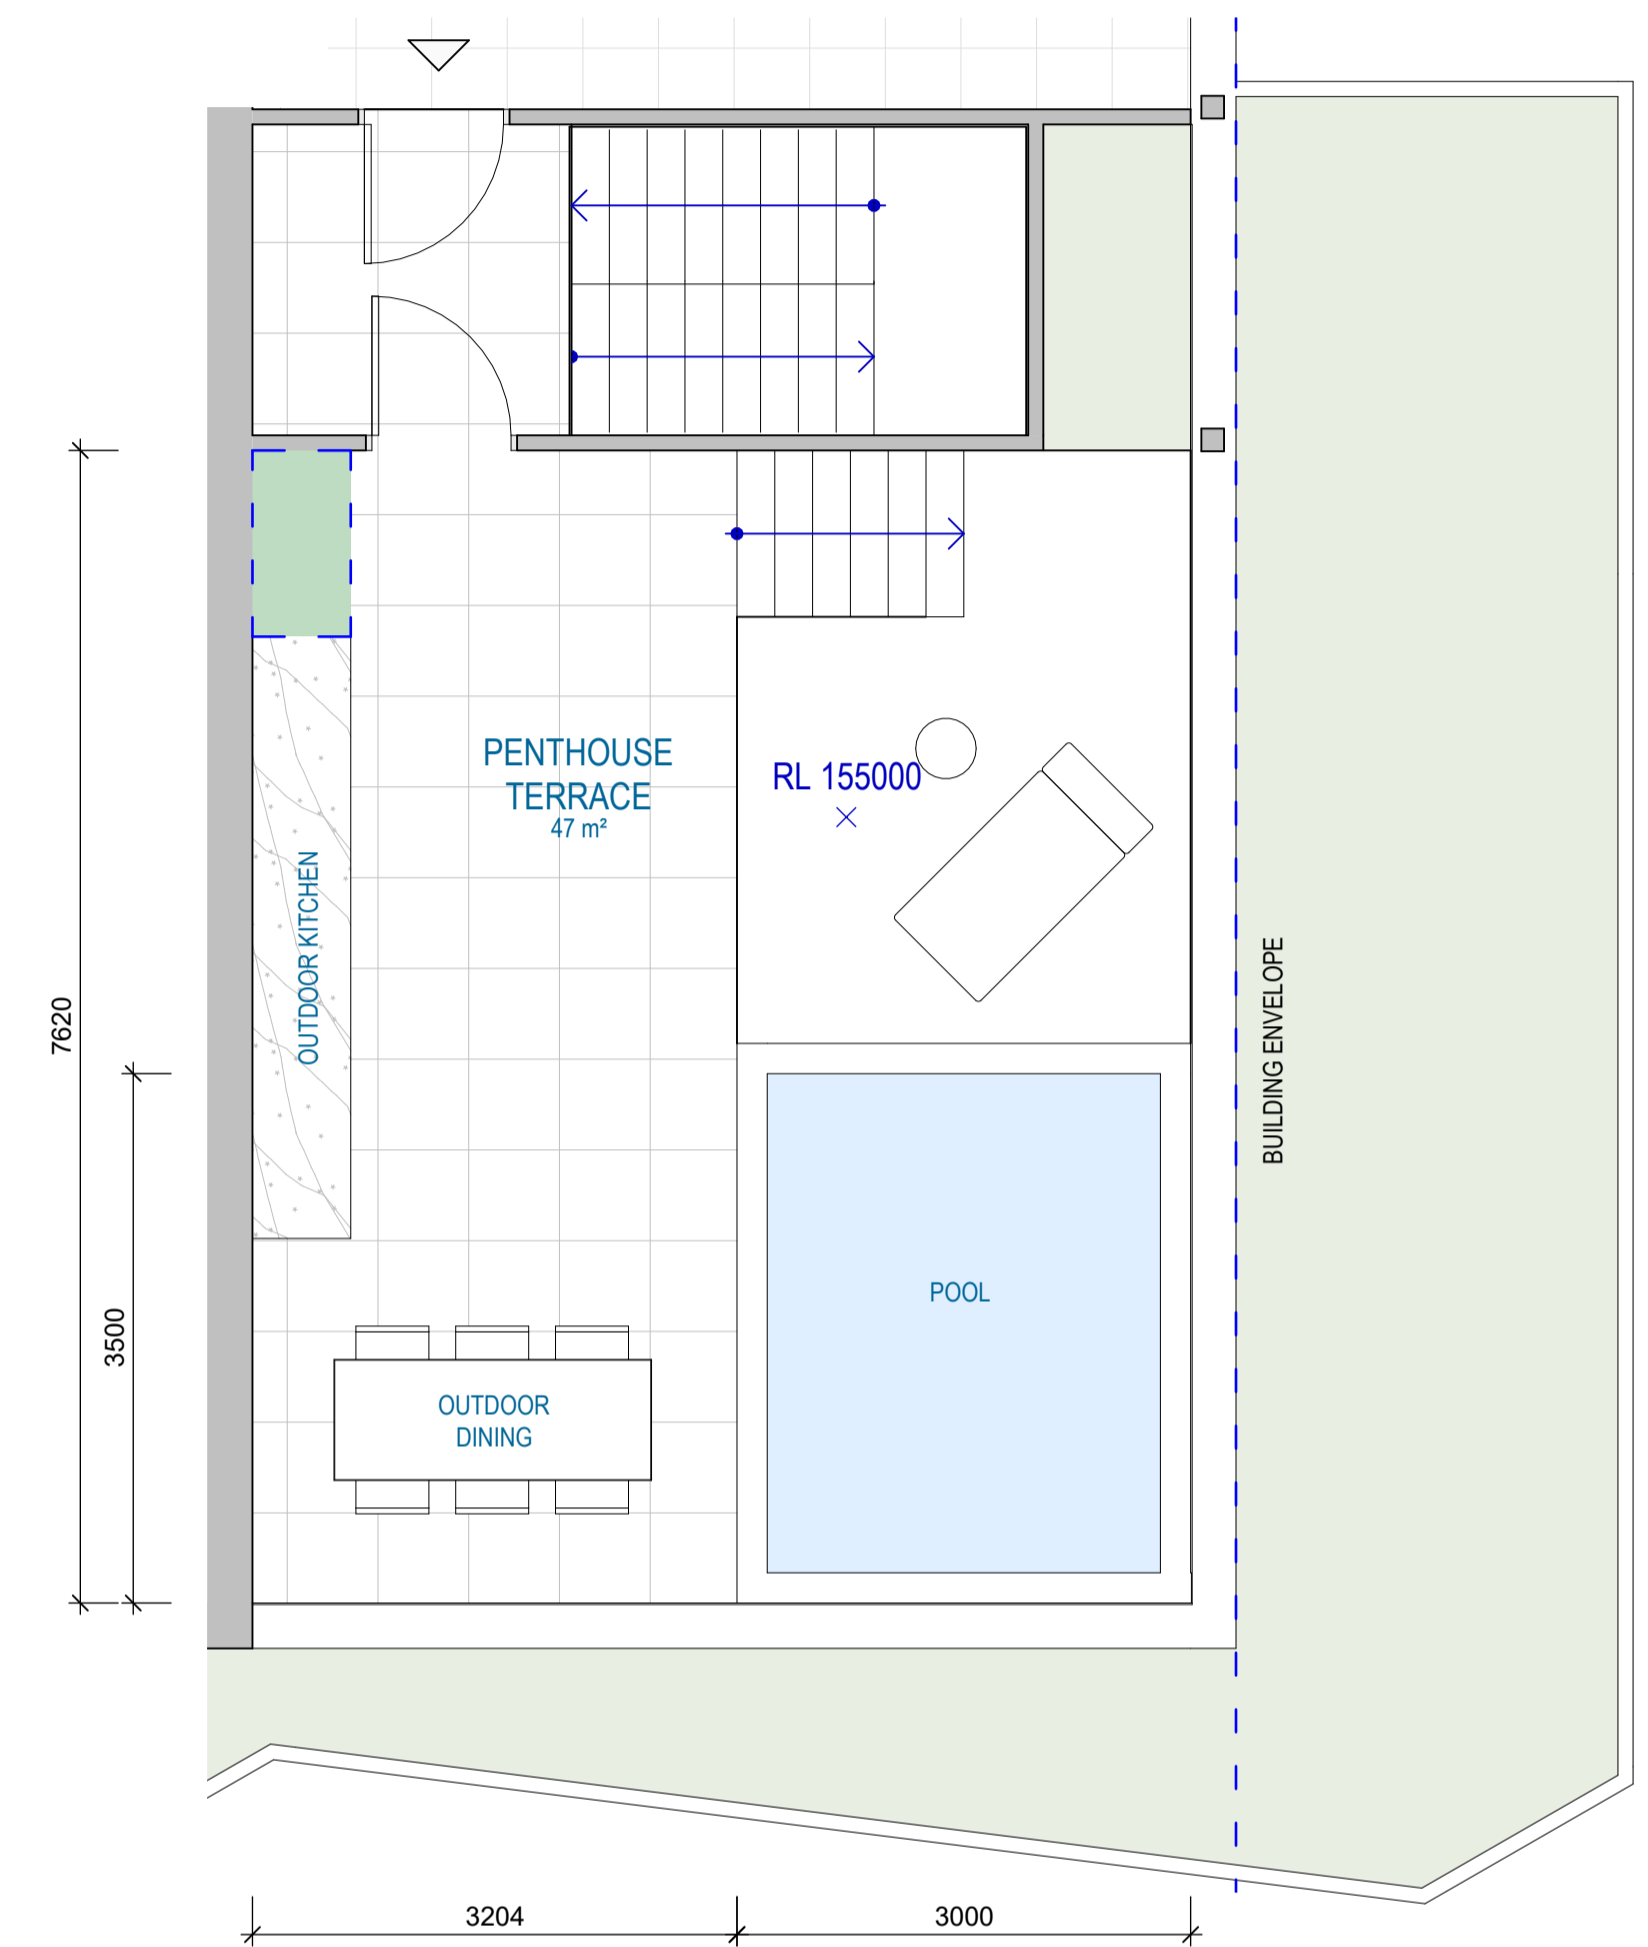 PENTHOUSE
TERRACE
47 m²
RL 155000
OUTDOOR KITCHEN
BUILDING ENVELOPE
7620
3500
POOL
OUTDOOR
DINING
3204
3000